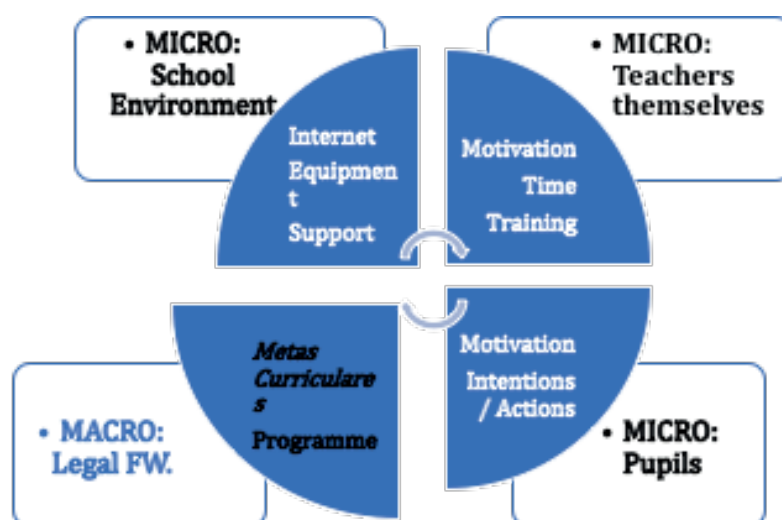 • MICRO:
School
Environment
• MICRO:
Teachers
themselves
Internet
Equipmen
t
Support
Motivation
Time
Training
Metas
Curriculare
s
Programme
Motivation
Intentions
/ Actions
• MACRO:
Legal FW.
• MICRO:
Pupils